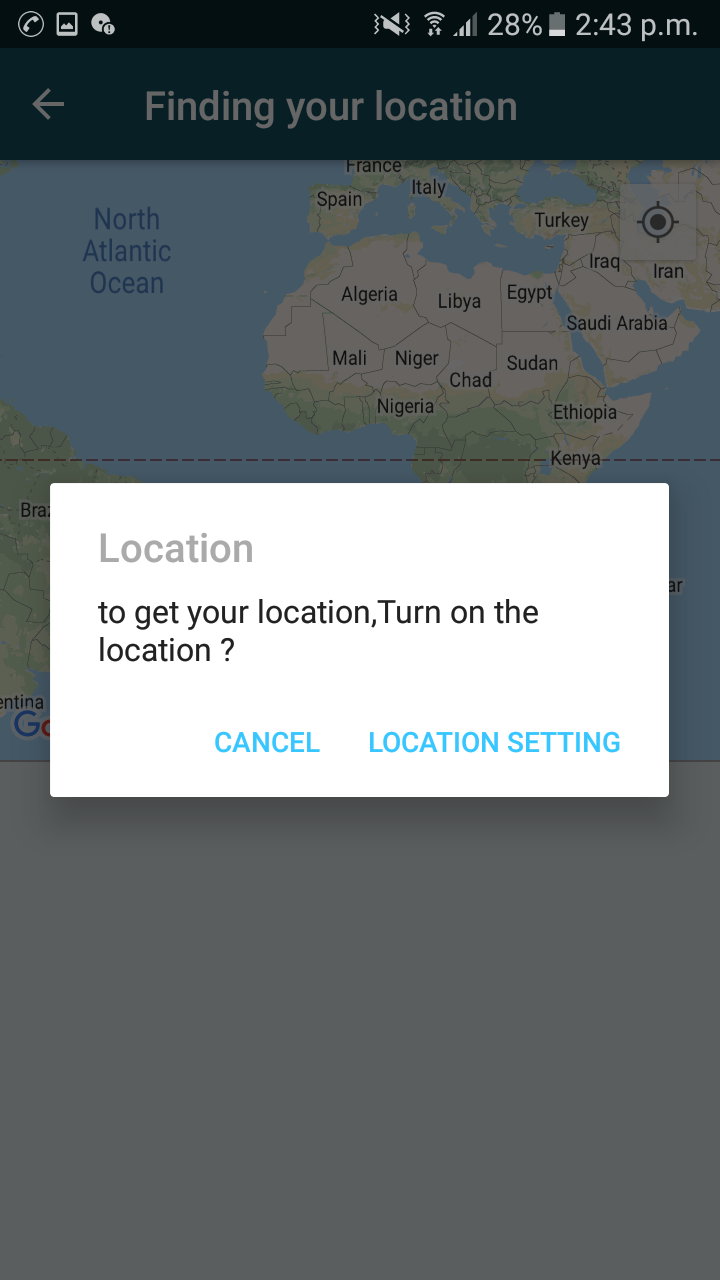 28% 2:43 p.m.
Finding your location
France
Italy
Spain
North
Atlantic
Ocean
Turkey
Iraq
Iran
Algeria
Libya
Egypt
Saudi Arabia
Mali
Niger
Chad
Sudan
Nigeria
Ethiopia
Kenya
Braz
Location
to get your location,Turn on the
location ?
ar
entina
Go
CANCEL LOCATION SETTING